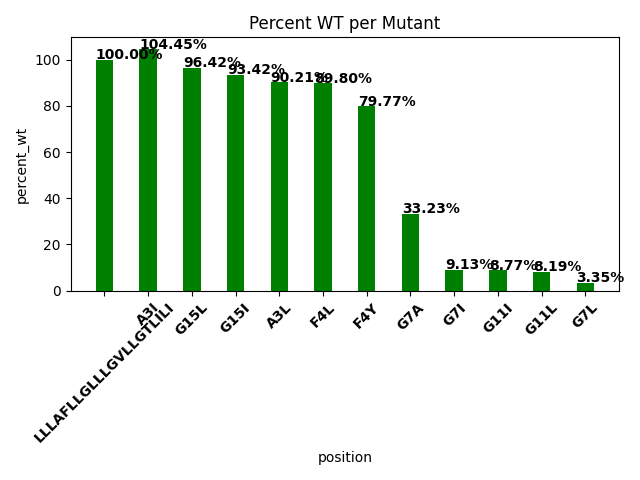 Percent WT per Mutant
percent_wt
100
80
60
40
20
0
100.00%
104.45%
96.42%
93.42%
90.21%
89.80%
79.77%
33.23%
9.13%
8.77%
8.19%
3.35%
LLLAFLLGLLLGVLLGTLILI
A3I
G15L
G15I
A3L
F4L
F4Y
G7A
G7I
G11I
G11L
G7L
position